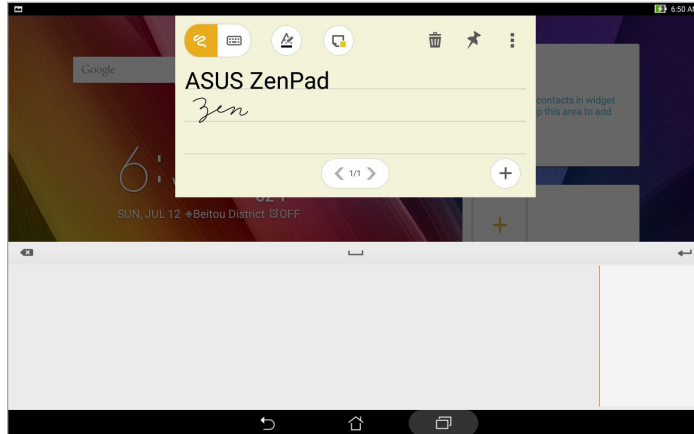 6:50 AM
ASUS ZenPad
zen
Google
contacts in widget
p this area to add
1/1
6:
SUN, JUL 12 Beitou District OFF